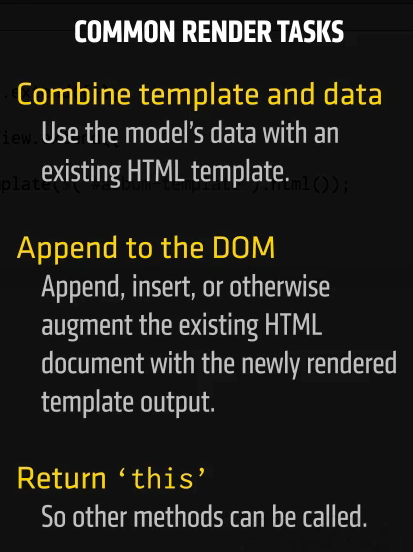 COMMON RENDER TASKS
Combine template and data
Use the model's data with an
existing HTML template.
Append to the DOM
Append, insert, or otherwise
augment the existing HTML
document with the newly rendered
template output.
Return ‘this’
So other methods can be called.